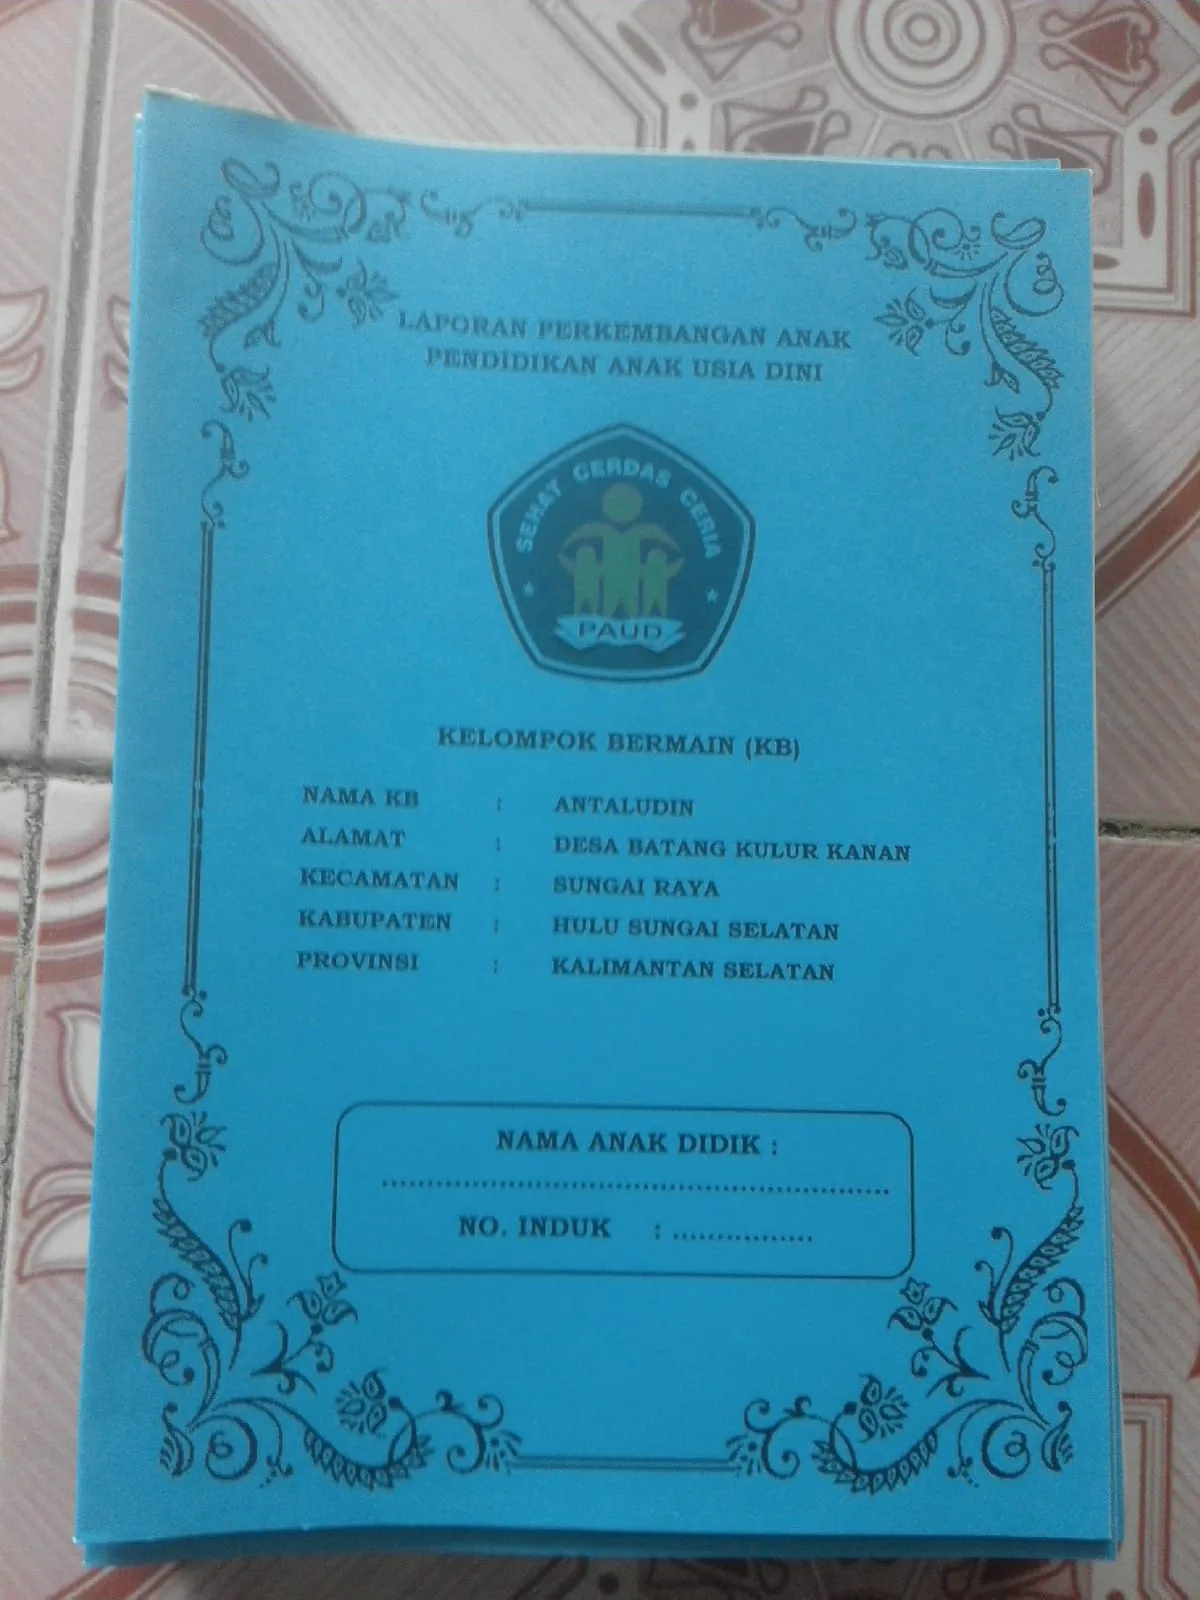 LAPORAN PERKEMBANGAN ANAK
PENDIDIKAN ANAK USIA DINI
SEHAT CERDAS CERIA
PAUD
KELOMPOK BERMAIN (KB)
NAMA KB : ANTALUDIN
ALAMAT : DESA BATANG KULUR KANAN
KECAMATAN : SUNGAI RAYA
KABUPATEN : HULU SUNGAI SELATAN
PROVINSI : KALIMANTAN SELATAN
NAMA ANAK DIDIK :
..........................................................
NO. INDUK : ................